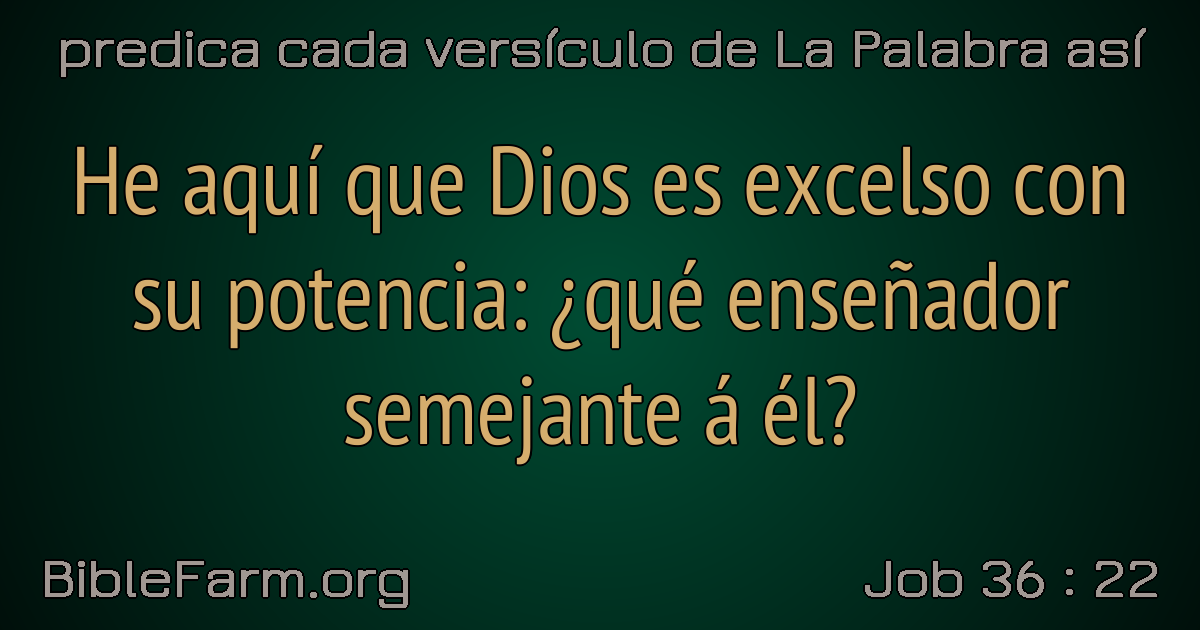 predica cada versículo de La Palabra así
He aquí que Dios es excelso con
su potencia: ¿qué enseñador
semejante á él?
BibleFarm.org
Job 36 : 22